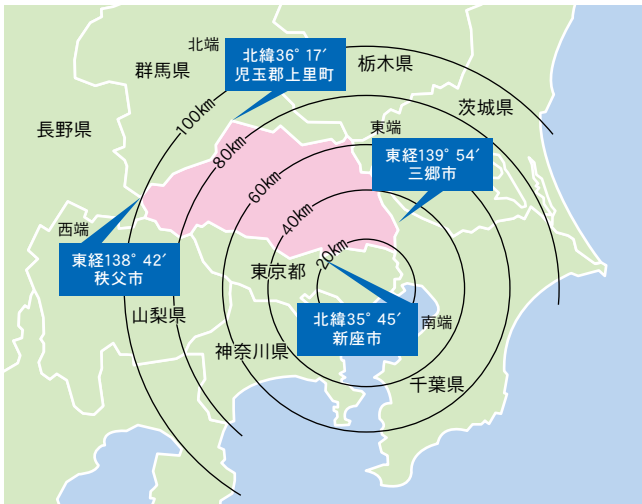 北端
北緯36°17′
児玉郡上里町
栃木県
群馬県
茨城県
長野県
100km
80km
60km
40km
20km
東端
東経139°54′
三郷市
西端
東経138°42′
秩父市
東京都
山梨県
北緯35°45′
新座市
南端
神奈川県
千葉県